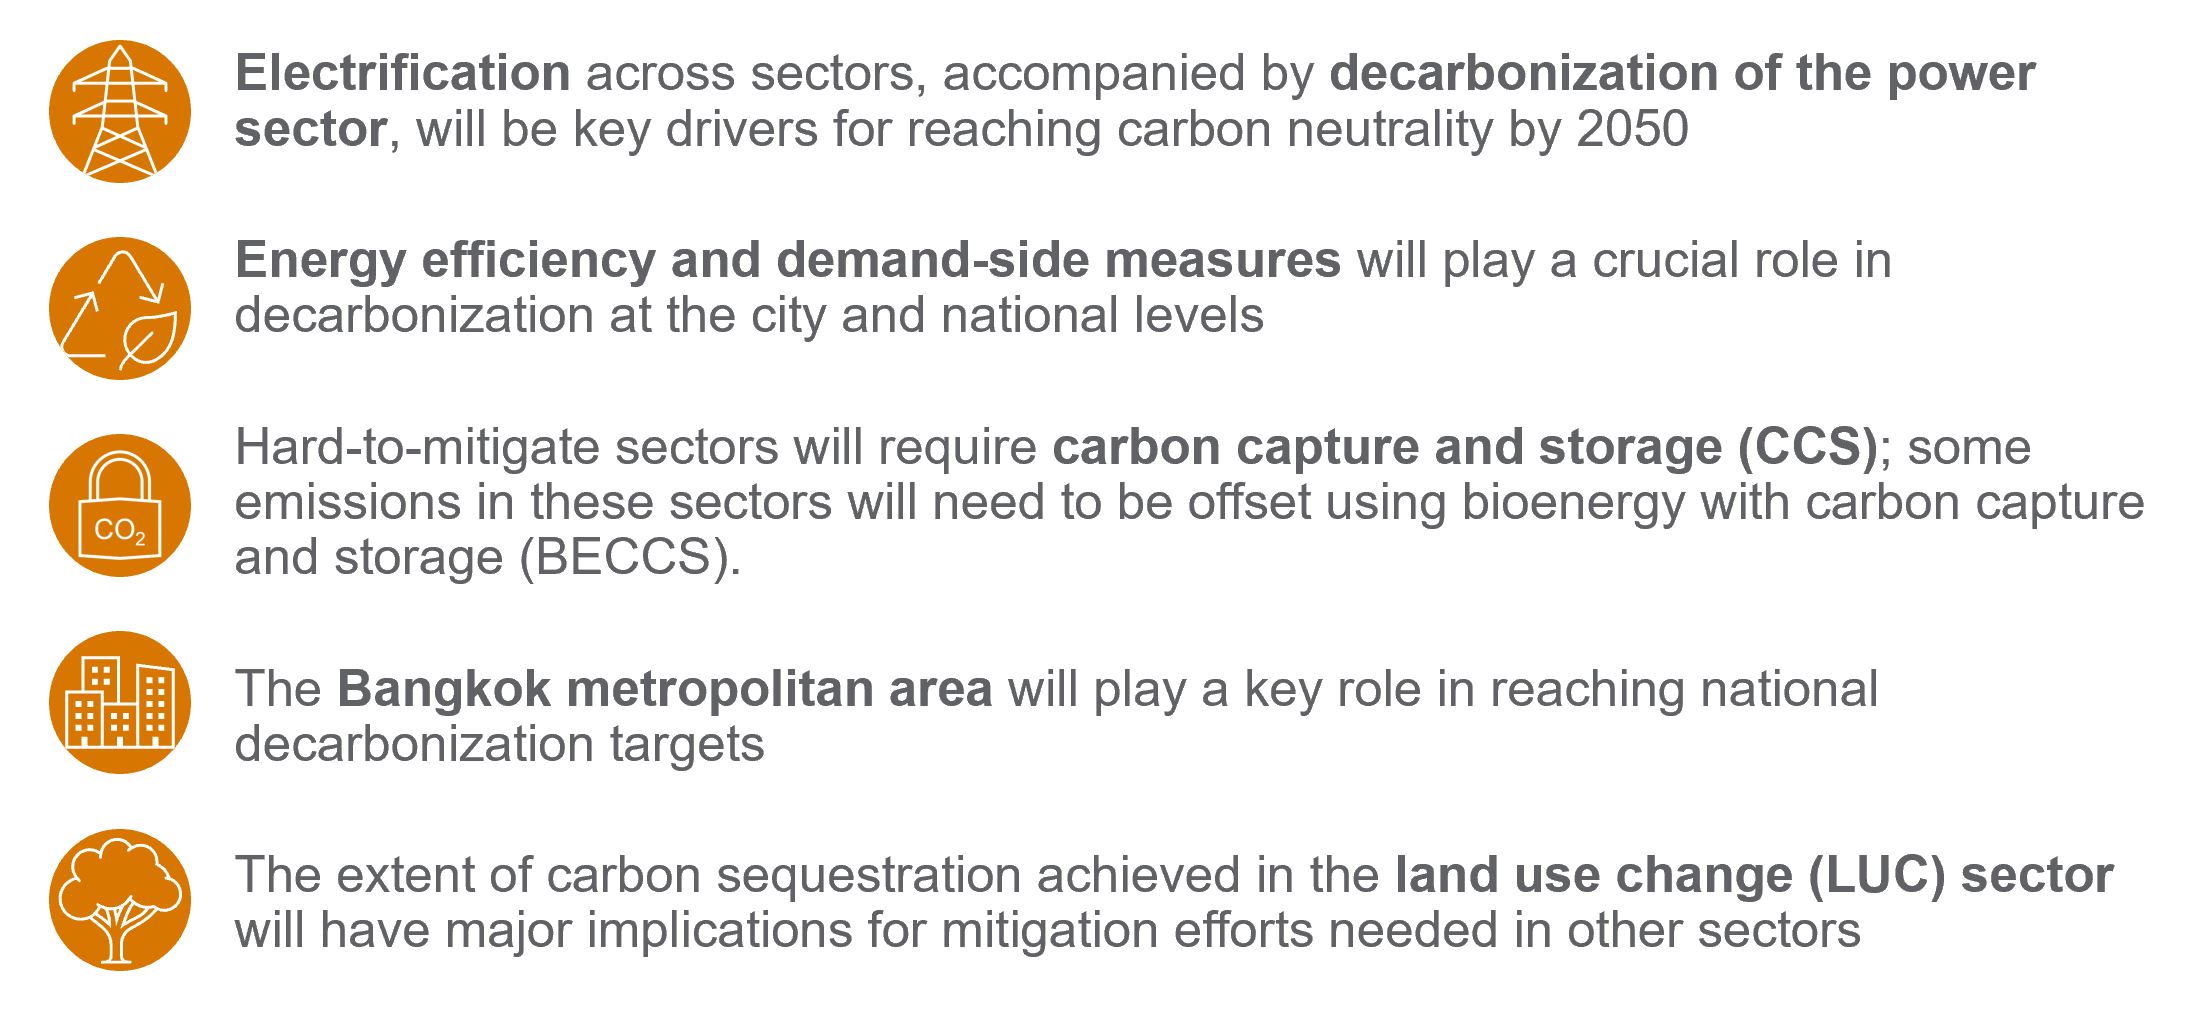 Electrification across sectors, accompanied by decarbonization of the power
sector, will be key drivers for reaching carbon neutrality by 2050
Energy efficiency and demand-side measures will play a crucial role in
decarbonization at the city and national levels
CO₂
Hard-to-mitigate sectors will require carbon capture and storage (CCS); some
emissions in these sectors will need to be offset using bioenergy with carbon capture
and storage (BECCS).
The Bangkok metropolitan area will play a key role in reaching national
decarbonization targets
The extent of carbon sequestration achieved in the land use change (LUC) sector
will have major implications for mitigation efforts needed in other sectors